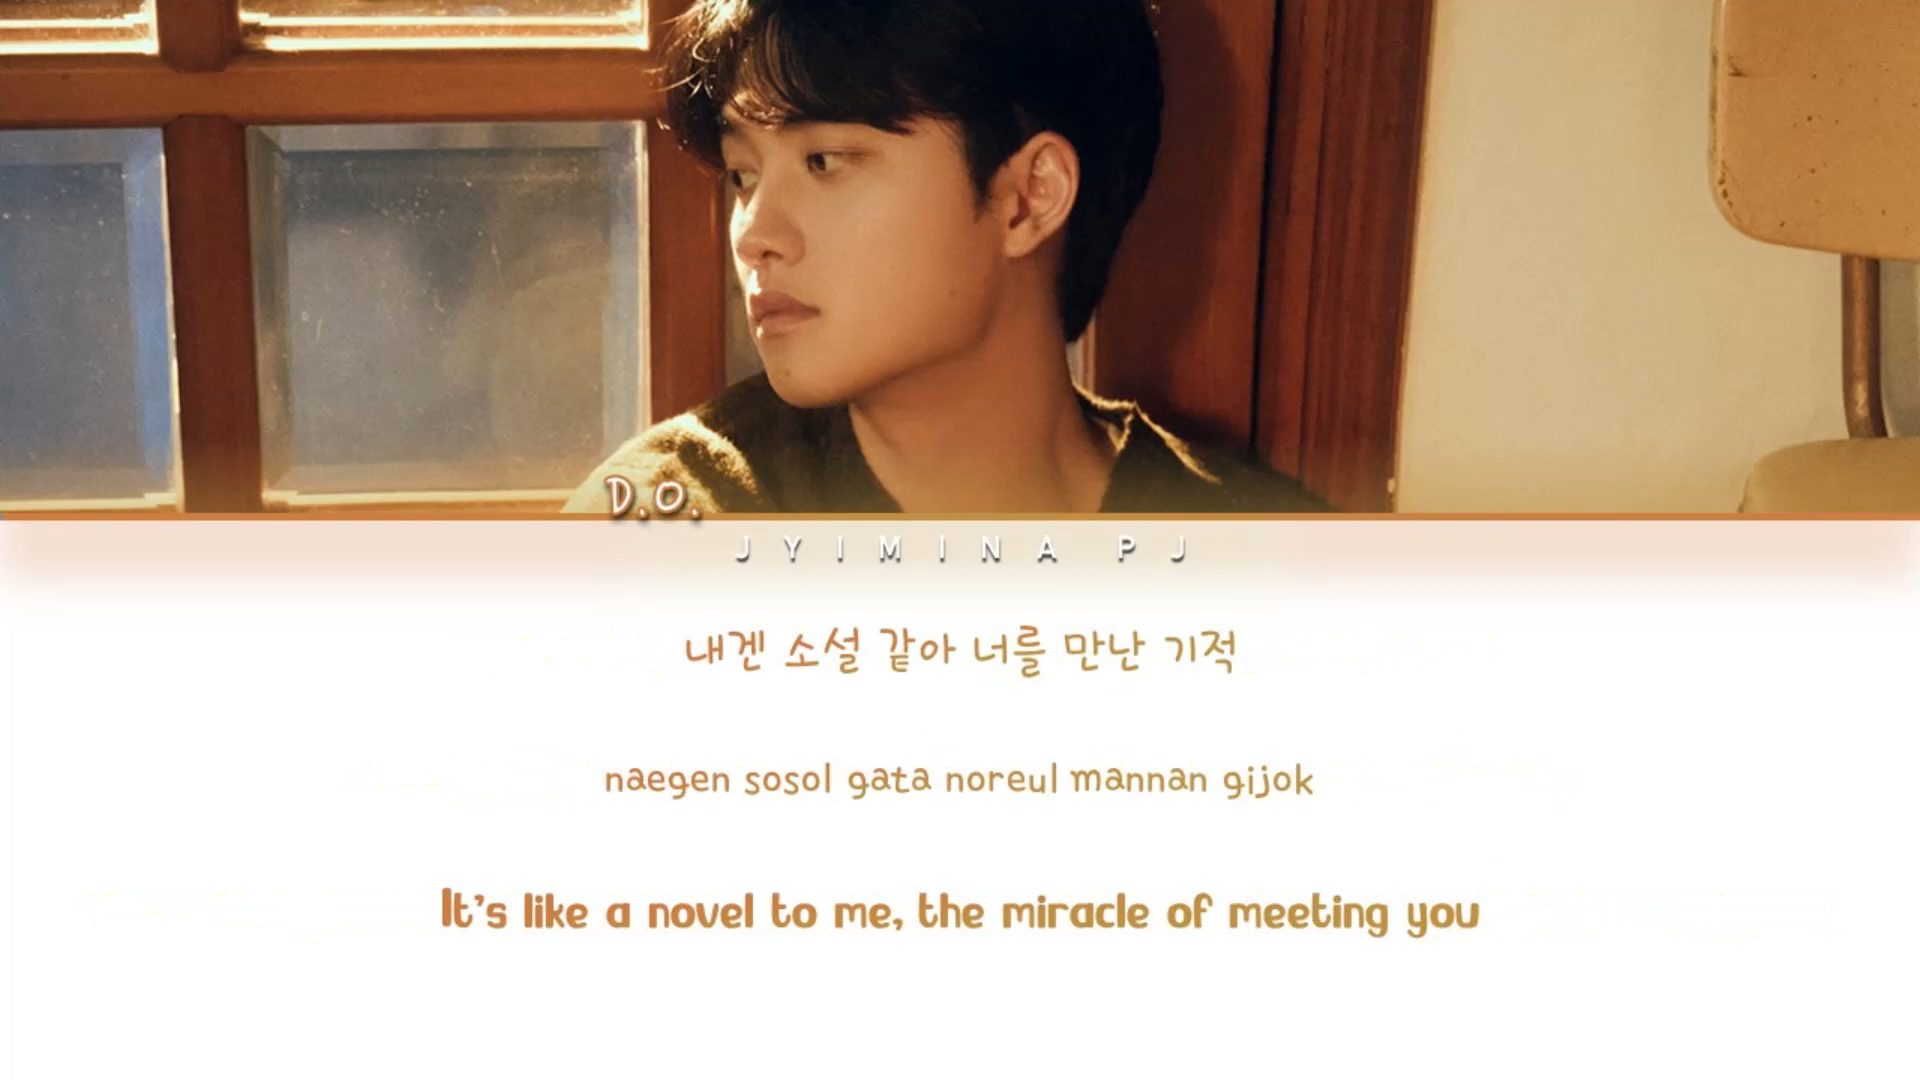 D.O.
JYIMINA PJ
내겐 소설 같아 너를 만난 기적
naegen sosol gata noreul mannan gijok
It's like a novel to me, the miracle of meeting you